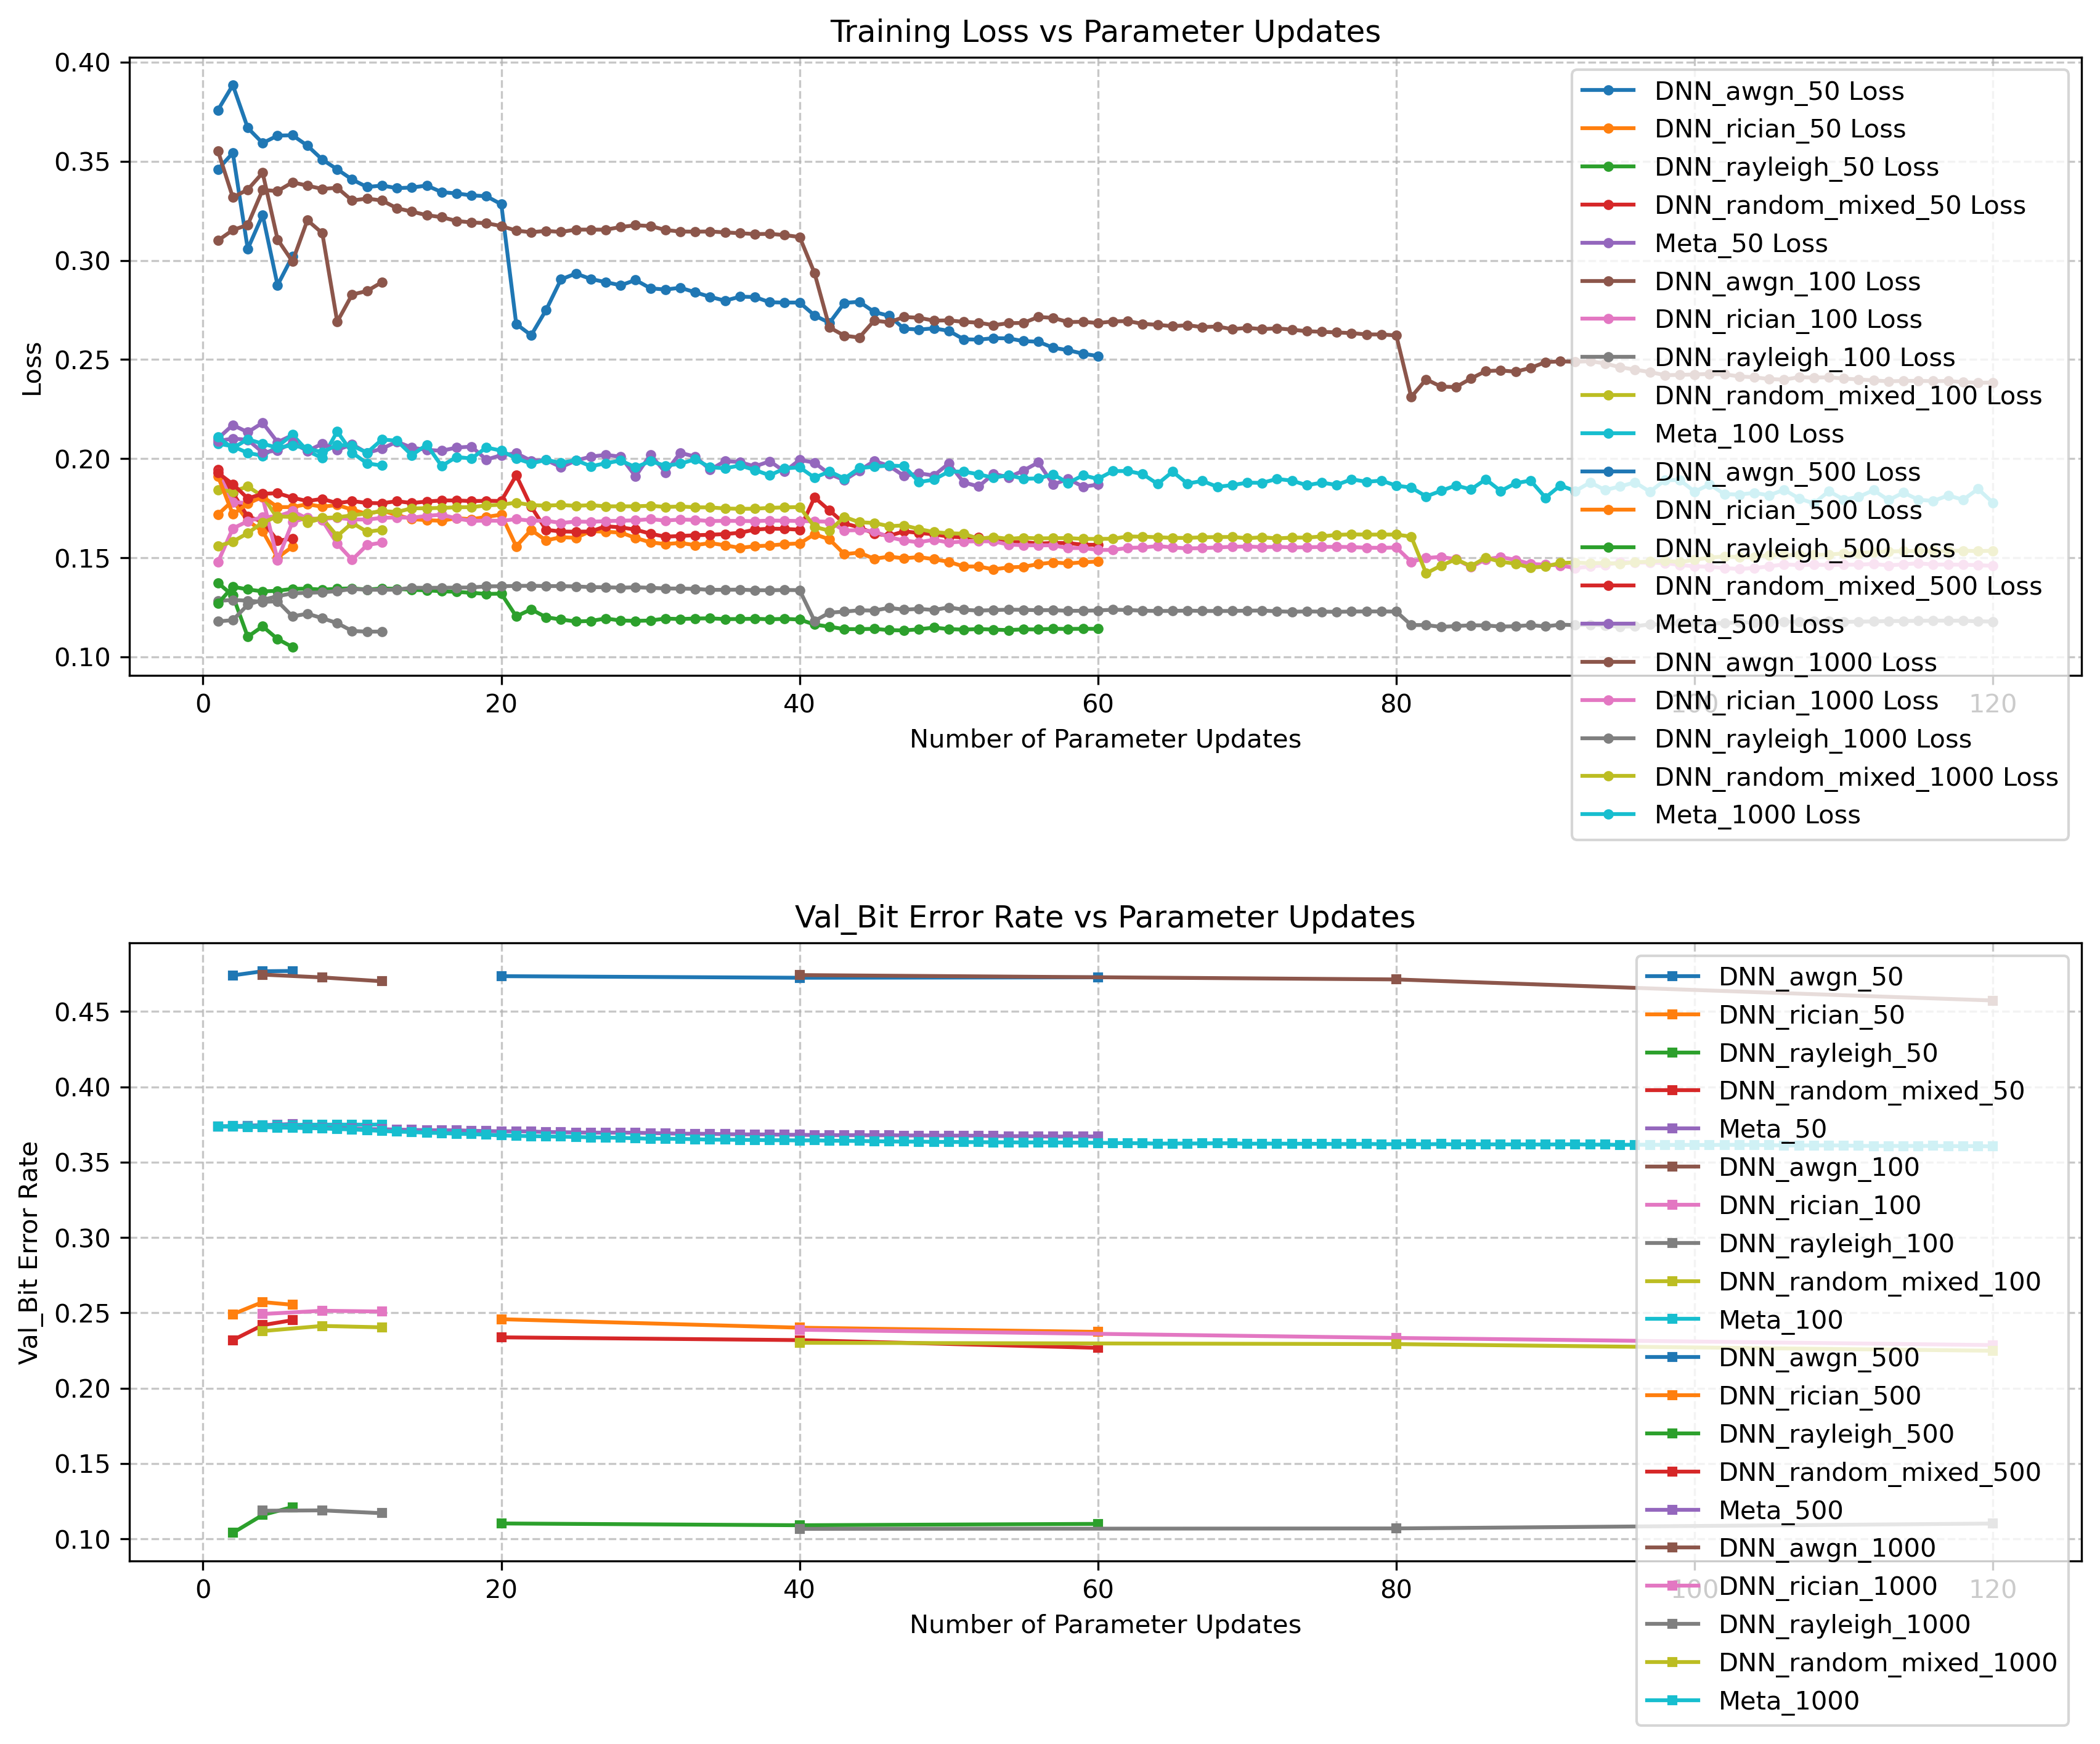 Training Loss vs Parameter Updates
Loss
0.40
0.35
0.30
0.25
0.20
0.15
0.10
0
20
40
60
80
100
120
Number of Parameter Updates
DNN_awgn_50 Loss
DNN_rician_50 Loss
DNN_rayleigh_50 Loss
DNN_random_mixed_50 Loss
Meta_50 Loss
DNN_awgn_100 Loss
DNN_rician_100 Loss
DNN_rayleigh_100 Loss
DNN_random_mixed_100 Loss
Meta_100 Loss
DNN_awgn_500 Loss
DNN_rician_500 Loss
DNN_rayleigh_500 Loss
DNN_random_mixed_500 Loss
Meta_500 Loss
DNN_awgn_1000 Loss
DNN_rician_1000 Loss
DNN_rayleigh_1000 Loss
DNN_random_mixed_1000 Loss
Meta_1000 Loss
Val_Bit Error Rate vs Parameter Updates
Val_Bit Error Rate
0.45
0.40
0.35
0.30
0.25
0.20
0.15
0.10
0
20
40
60
80
100
120
Number of Parameter Updates
DNN_awgn_50
DNN_rician_50
DNN_rayleigh_50
DNN_random_mixed_50
Meta_50
DNN_awgn_100
DNN_rician_100
DNN_rayleigh_100
DNN_random_mixed_100
Meta_100
DNN_awgn_500
DNN_rician_500
DNN_rayleigh_500
DNN_random_mixed_500
Meta_500
DNN_awgn_1000
DNN_rician_1000
DNN_rayleigh_1000
DNN_random_mixed_1000
Meta_1000